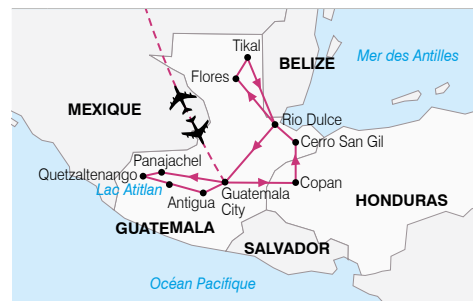 Tikal
BELIZE
Mer des Antilles
Flores
MEXIQUE
Rio Dulce
Cerro San Gil
Panajachel
Quetzaltenango
Lac Atitlan
Copan
Antigua
Guatemala
City
HONDURAS
GUATEMALA
SALVADOR
Océan Pacifique